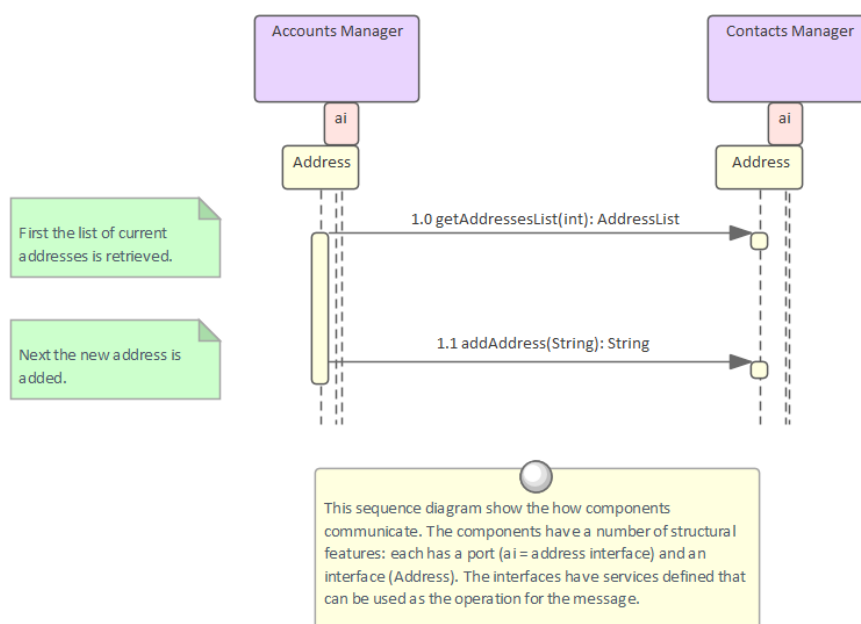 Accounts Manager
Contacts Manager
ai
ai
Address
Address
First the list of current
addresses is retrieved.
1.0 getAddressesList(int): AddressList
Next the new address is
added.
1.1 addAddress(String): String
This sequence diagram show the how components
communicate. The components have a number of structural
features: each has a port (ai = address interface) and an
interface (Address). The interfaces have services defined that
can be used as the operation for the message.